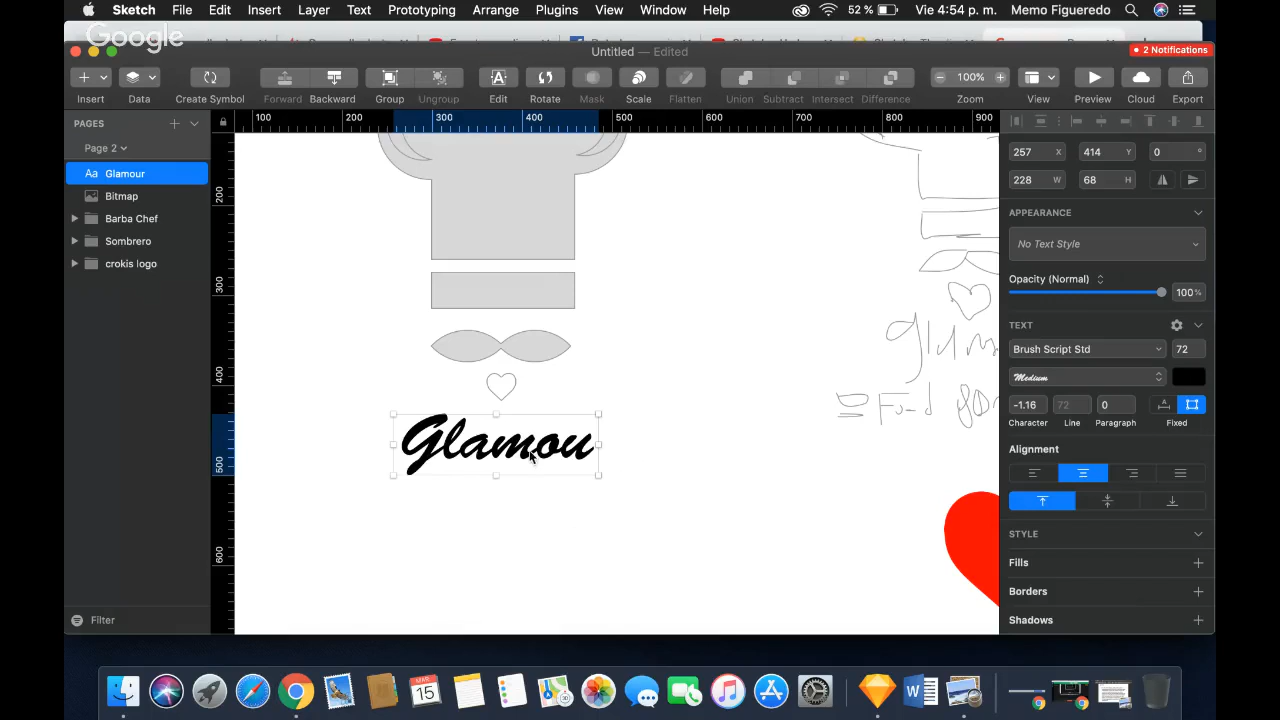 Sketch File Edit Insert Layer Text Prototyping Arrange Plugins View Window Help 52 % Vie 4:54 p. m. Memo Figueredo
Google
Untitled — Edited
2 Notifications
100%
Insert Data Create Symbol Forward Backward Group Ungroup Edit Rotate Mask Scale Flatten Union Subtract Intersect Difference Zoom View Preview Cloud Export
PAGES
Page 2
Aa Glamour
Bitmap
Barba Chef
Sombrero
crokis logo
Filter
100 300 400 500 600 700 800 900
200
300
400
500
600
Glamou
257 X 414 Y 0 °
228 W 68 H
APPEARANCE
No Text Style
Opacity (Normal)
100 %
TEXT
Brush Script Std 72
Medium
-1.16 72 0
Character Line Paragraph Fixed
Alignment
STYLE
Fills
Borders
Shadows
MAR
15